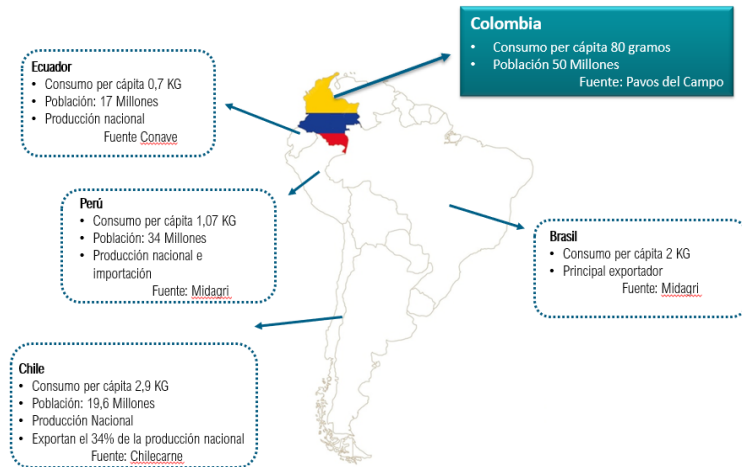 Colombia
• Consumo per cápita 80 gramos
• Población 50 Millones
Fuente: Pavos del Campo
Ecuador
• Consumo per cápita 0,7 KG
• Población: 17 Millones
• Producción nacional
Fuente Conave
Perú
• Consumo per cápita 1,07 KG
• Población: 34 Millones
• Producción nacional e
importación
Fuente: Midagri
Brasil
• Consumo per cápita 2 KG
• Principal exportador
Fuente: Midagri
Chile
• Consumo per cápita 2,9 KG
• Población: 19,6 Millones
• Producción Nacional
• Exportan el 34% de la producción nacional
Fuente: Chilecarne